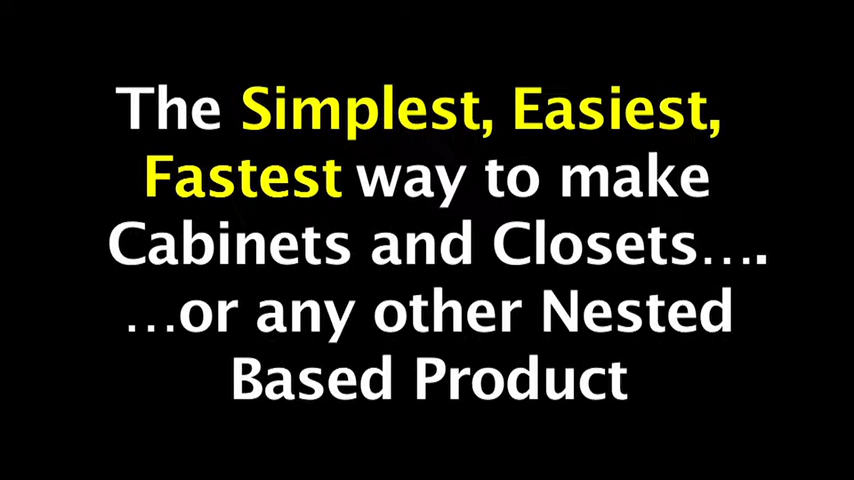 The Simplest, Easiest,
Fastest way to make
Cabinets and Closets….
…or any other Nested
Based Product